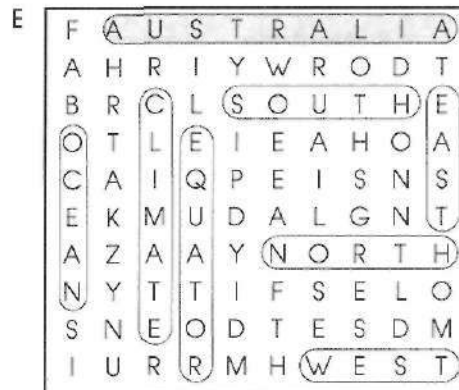 E
F A U S T R A L I A
A H R I Y W R O D T
B R C L S O U T H E
O T L E I E A H O A
C A I Q P E I S N S
E K M U D A L G N T
A Z A A Y N O R T H
N Y T T I F S E L O
S N E O D T E S D M
I U R R M H W E S T